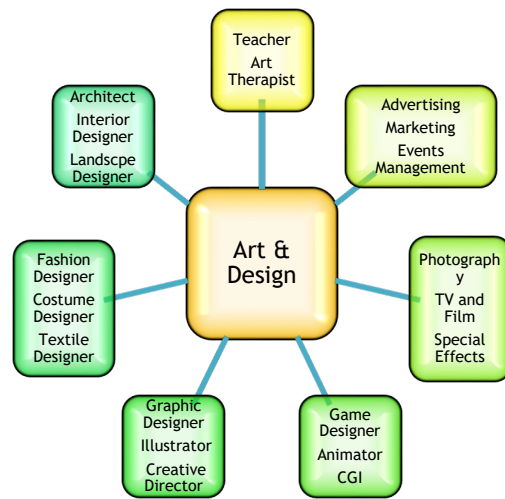 Teacher
Art
Therapist
Advertising
Marketing
Events
Management
Photograph
y
TV and
Film
Special
Effects
Game
Designer
Animator
CGI
Graphic
Designer
Illustrator
Creative
Director
Fashion
Designer
Costume
Designer
Textile
Designer
Architect
Interior
Designer
Landscpe
Designer
Art &
Design